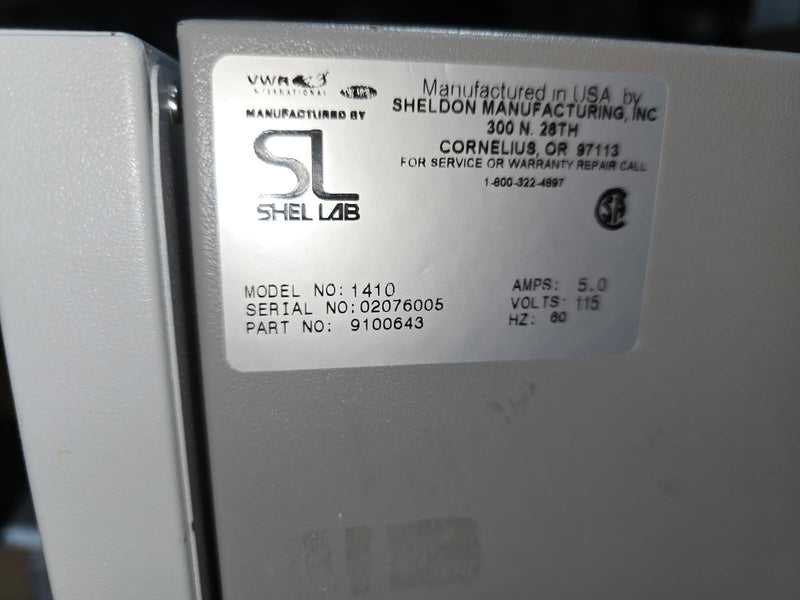 VWR
INTERNATIONAL
MANUFACTURED BY
SL
SHEL LAB
Manufactured in USA by
SHELDON MANUFACTURING, INC
300 N. 26TH
CORNELIUS, OR 97113
FOR SERVICE OR WARRANTY REPAIR CALL
1-800-322-4897
MODEL NO: 1410
SERIAL NO: 02076005
PART NO: 9100643
AMPS: 5.0
VOLTS: 115
HZ: 60